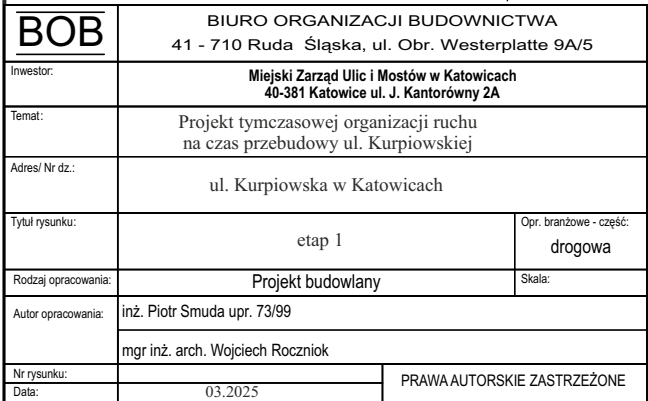 BOB
BIURO ORGANIZACJI BUDOWNICTWA
41 - 710 Ruda Śląska, ul. Obr. Westerplatte 9A/5
Inwestor:
Miejski Zarząd Ulic i Mostów w Katowicach
40-381 Katowice ul. J. Kantorówny 2A
Temat:
Projekt tymczasowej organizacji ruchu
na czas przebudowy ul. Kurpiowskiej
Adres/ Nr dz.:
ul. Kurpiowska w Katowicach
Tytuł rysunku:
etap 1
Opr. branżowe - część:
drogowa
Rodzaj opracowania:
Projekt budowlany
Skala:
Autor opracowania:
inż. Piotr Smuda upr. 73/99
mgr inż. arch. Wojciech Roczniok
Nr rysunku:
PRAWA AUTORSKIE ZASTRZEŻONE
Data:
03.2025